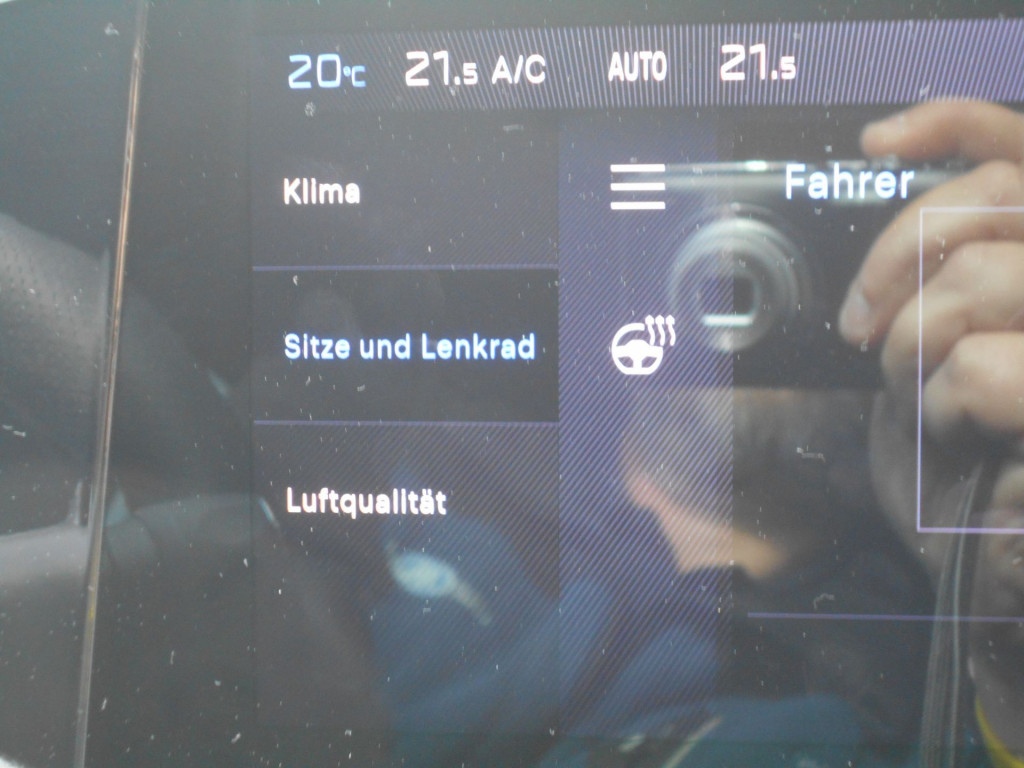 20°C 21.5 A/C AUTO 21.5
Klima
Fahrer
Sitze und Lenkrad
Luftqualität